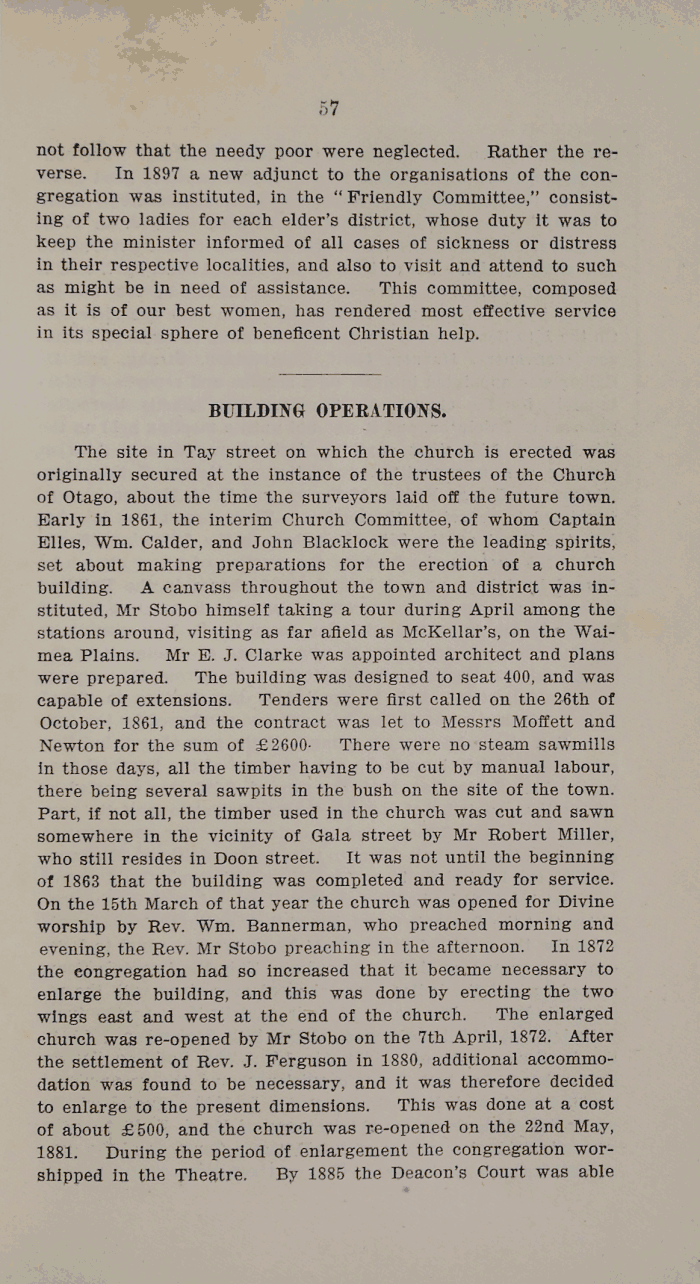 57
not follow that the needy poor were neglected. Rather the re-
verse. In 1897 a new adjunct to the organisations of the con-
gregation was instituted, in the "Friendly Committee," consist-
ing of two ladies for each elder's district, whose duty it was to
keep the minister informed of all cases of sickness or distress
in their respective localities, and also to visit and attend to such
as might be in need of assistance. This committee, composed
as it is of our best women, has rendered most effective service
in its special sphere of beneficent Christian help.
BUILDING OPERATIONS.
The site in Tay street on which the church is erected was
originally secured at the instance of the trustees of the Church
of Otago, about the time the surveyors laid off the future town.
Early in 1861, the interim Church Committee, of whom Captain
Elles, Wm. Calder, and John Blacklock were the leading spirits,
set about making preparations for the erection of a church
building. A canvass throughout the town and district was in-
stituted, Mr Stobo himself taking a tour during April among the
stations around, visiting as far afield as McKellar's, on the Wai-
mea Plains. Mr E. J. Clarke was appointed architect and plans
were prepared. The building was designed to seat 400, and was
capable of extensions. Tenders were first called on the 26th of
October, 1861, and the contract was let to Messrs Moffett and
Newton for the sum of £2600· There were no steam sawmills
in those days, all the timber having to be cut by manual labour,
there being several sawpits in the bush on the site of the town.
Part, if not all, the timber used in the church was cut and sawn
somewhere in the vicinity of Gala street by Mr Robert Miller,
who still resides in Doon street. It was not until the beginning
of 1863 that the building was completed and ready for service.
On the 15th March of that year the church was opened for Divine
worship by Rev. Wm. Bannerman, who preached morning and
evening, the Rev. Mr Stobo preaching in the afternoon. In 1872
the congregation had so increased that it became necessary to
enlarge the building, and this was done by erecting the two
wings east and west at the end of the church. The enlarged
church was re-opened by Mr Stobo on the 7th April, 1872. After
the settlement of Rev. J. Ferguson in 1880, additional accommo-
dation was found to be necessary, and it was therefore decided
to enlarge to the present dimensions. This was done at a cost
of about £500, and the church was re-opened on the 22nd May,
1881. During the period of enlargement the congregation wor-
shipped in the Theatre. By 1885 the Deacon's Court was able